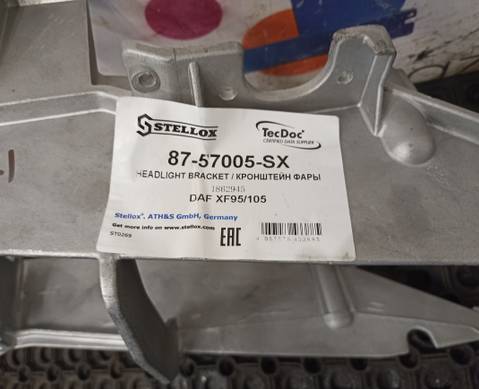 STELLOX
TecDoc
CERTIFIED DATA SUPPLIER
87-57005-SX
HEADLIGHT BRACKET / КРОНШТЕЙН ФАРЫ
1862945
DAF XF95/105
Stellox® ATH&S GmbH, Germany
Get more info on www.stellox.com
ST0269
EAC